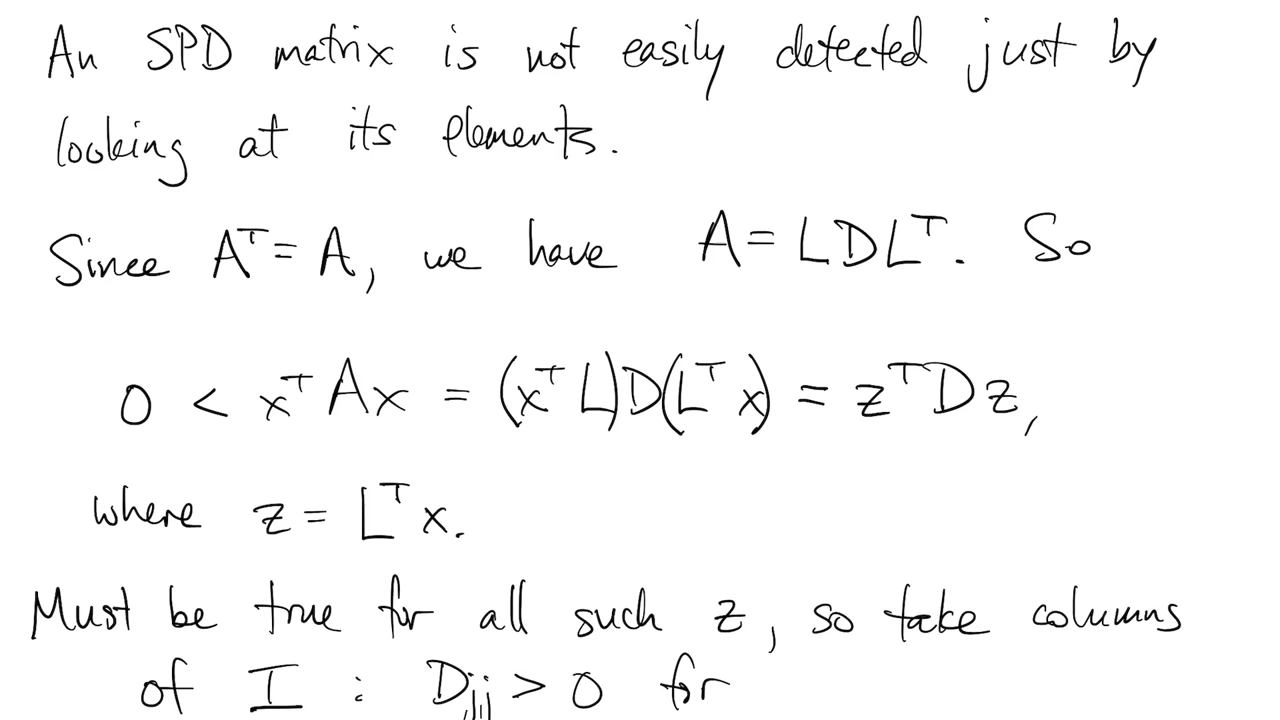 An SPD matrix is not easily detected just by
looking at its elements.
Since Aᵀ = A, we have A = LDLᵀ. So
0 < xᵀAx = (xᵀL)D(Lᵀx) = zᵀDz,
where z = Lᵀx.
Must be true for all such z, so take columns
of I : Dⱼⱼ > 0 for